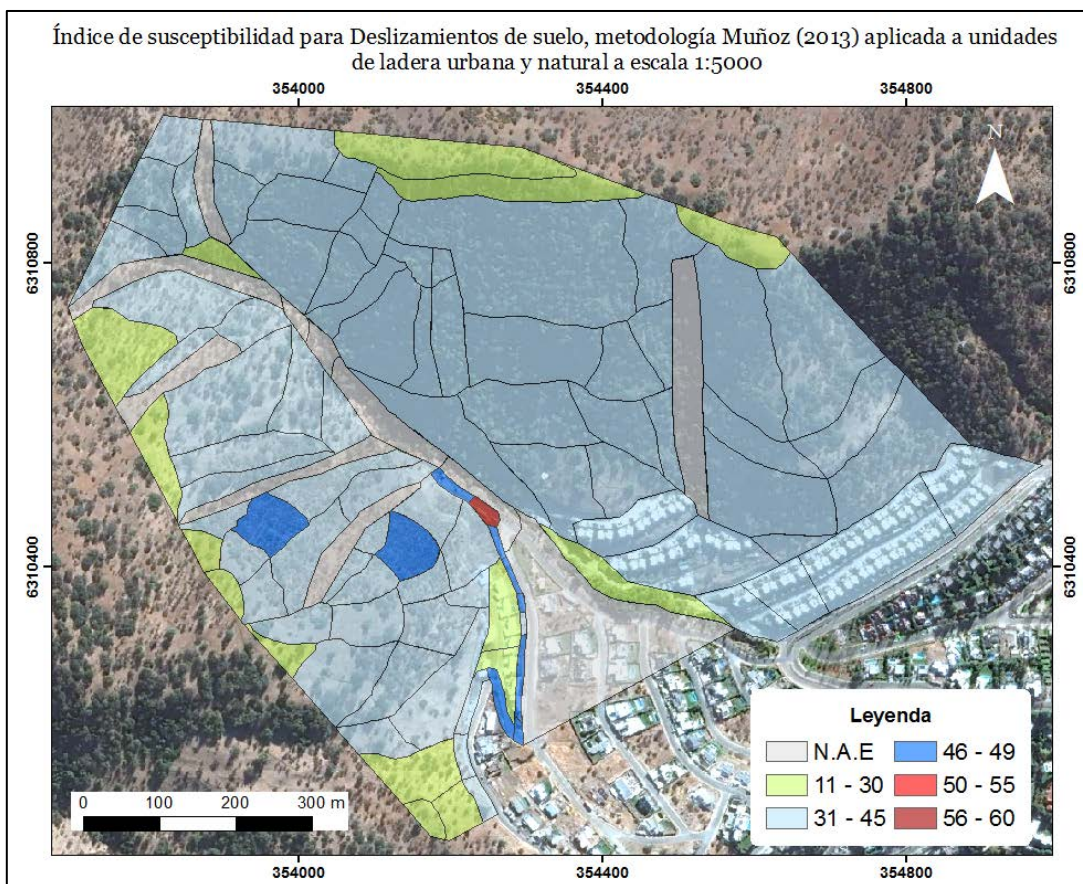 Índice de susceptibilidad para Deslizamientos de suelo, metodología Muñoz (2013) aplicada a unidades
de ladera urbana y natural a escala 1:5000
354000 354400 354800
N
6310800 6310800
6310400 6310400
Leyenda
N.A.E 46 - 49
11 - 30 50 - 55
31 - 45 56 - 60
0 100 200 300 m
354000 354400 354800